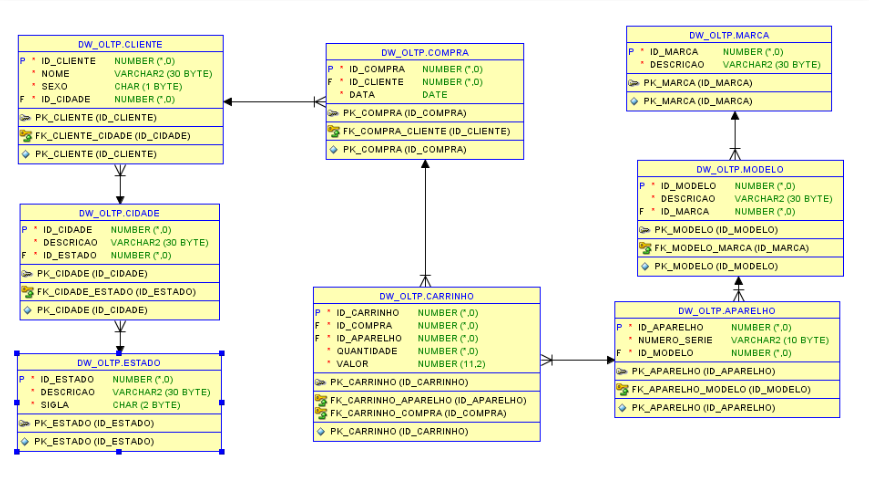 DW_OLTP.CLIENTE
P * ID_CLIENTE NUMBER (*,0)
* NOME VARCHAR2 (30 BYTE)
* SEXO CHAR (1 BYTE)
F * ID_CIDADE NUMBER (*,0)
PK_CLIENTE (ID_CLIENTE)
FK_CLIENTE_CIDADE (ID_CIDADE)
PK_CLIENTE (ID_CLIENTE)
DW_OLTP.CIDADE
P * ID_CIDADE NUMBER (*,0)
* DESCRICAO VARCHAR2 (30 BYTE)
F * ID_ESTADO NUMBER (*,0)
PK_CIDADE (ID_CIDADE)
FK_CIDADE_ESTADO (ID_ESTADO)
PK_CIDADE (ID_CIDADE)
DW_OLTP.ESTADO
P * ID_ESTADO NUMBER (*,0)
* DESCRICAO VARCHAR2 (30 BYTE)
* SIGLA CHAR (2 BYTE)
PK_ESTADO (ID_ESTADO)
PK_ESTADO (ID_ESTADO)
DW_OLTP.COMPRA
P * ID_COMPRA NUMBER (*,0)
F * ID_CLIENTE NUMBER (*,0)
* DATA DATE
PK_COMPRA (ID_COMPRA)
FK_COMPRA_CLIENTE (ID_CLIENTE)
PK_COMPRA (ID_COMPRA)
DW_OLTP.CARRINHO
P * ID_CARRINHO NUMBER (*,0)
F * ID_COMPRA NUMBER (*,0)
F * ID_APARELHO NUMBER (*,0)
* QUANTIDADE NUMBER (*,0)
* VALOR NUMBER (11,2)
PK_CARRINHO (ID_CARRINHO)
FK_CARRINHO_APARELHO (ID_APARELHO)
FK_CARRINHO_COMPRA (ID_COMPRA)
PK_CARRINHO (ID_CARRINHO)
DW_OLTP.MARCA
P * ID_MARCA NUMBER (*,0)
* DESCRICAO VARCHAR2 (30 BYTE)
PK_MARCA (ID_MARCA)
PK_MARCA (ID_MARCA)
DW_OLTP.MODELO
P * ID_MODELO NUMBER (*,0)
* DESCRICAO VARCHAR2 (30 BYTE)
F * ID_MARCA NUMBER (*,0)
PK_MODELO (ID_MODELO)
FK_MODELO_MARCA (ID_MARCA)
PK_MODELO (ID_MODELO)
DW_OLTP.APARELHO
P * ID_APARELHO NUMBER (*,0)
* NUMERO_SERIE VARCHAR2 (10 BYTE)
F * ID_MODELO NUMBER (*,0)
PK_APARELHO (ID_APARELHO)
FK_APARELHO_MODELO (ID_MODELO)
PK_APARELHO (ID_APARELHO)